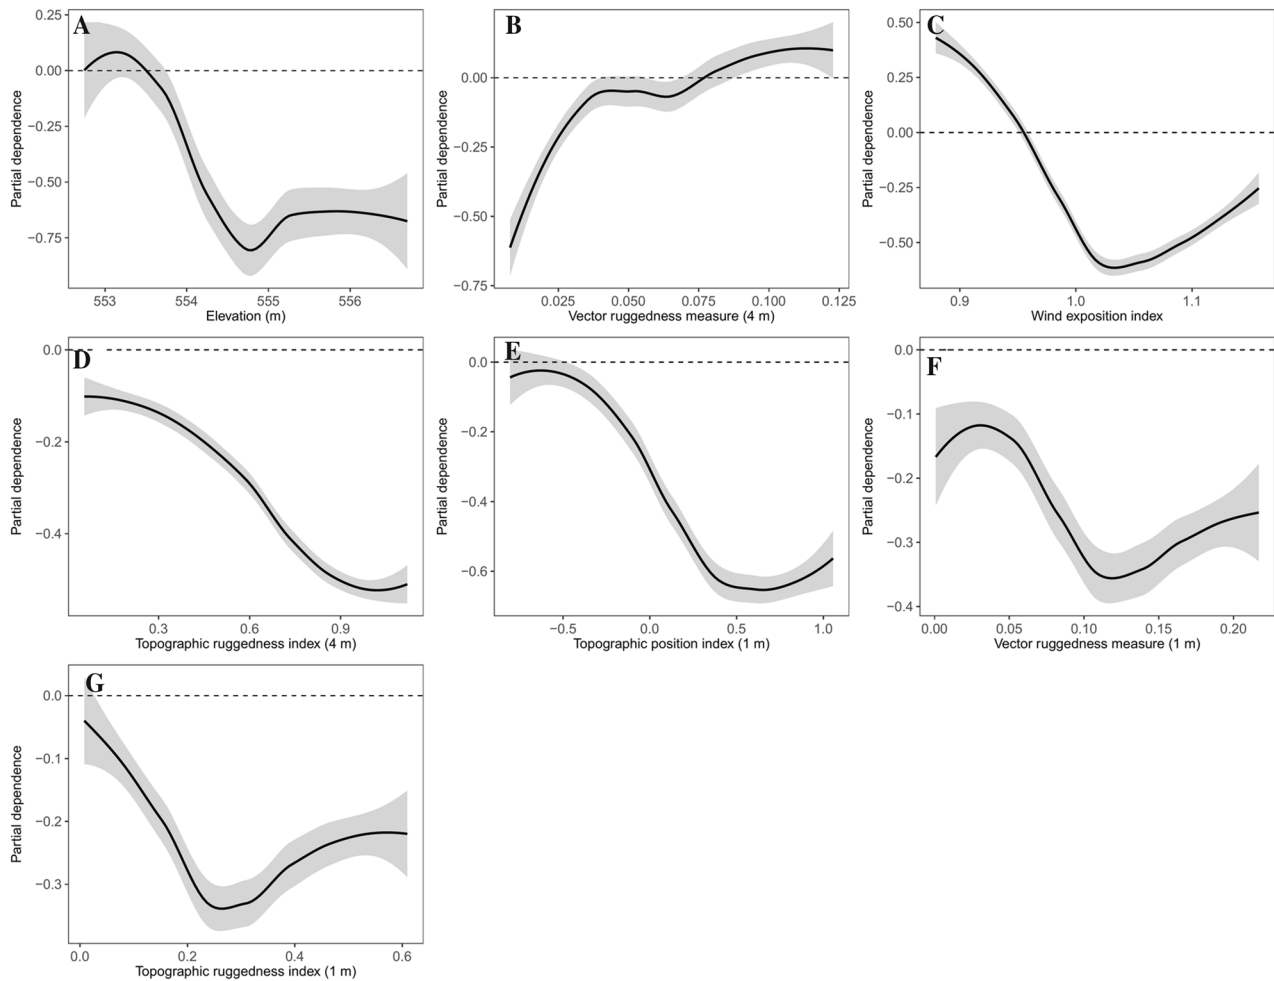 A
0.25
0.00
−0.25
−0.50
−0.75
Partial dependence
553 554 555 556
Elevation (m)
B
0.00
−0.25
−0.50
−0.75
Partial dependence
0.025 0.050 0.075 0.100 0.125
Vector ruggedness measure (4 m)
C
0.50
0.25
0.00
−0.25
−0.50
Partial dependence
0.9 1.0 1.1
Wind exposition index
D
0.0
−0.2
−0.4
Partial dependence
0.3 0.6 0.9
Topographic ruggedness index (4 m)
E
0.0
−0.2
−0.4
−0.6
Partial dependence
−0.5 0.0 0.5 1.0
Topographic position index (1 m)
F
0.0
−0.1
−0.2
−0.3
−0.4
Partial dependence
0.00 0.05 0.10 0.15 0.20
Vector ruggedness measure (1 m)
G
0.0
−0.1
−0.2
−0.3
Partial dependence
0.0 0.2 0.4 0.6
Topographic ruggedness index (1 m)